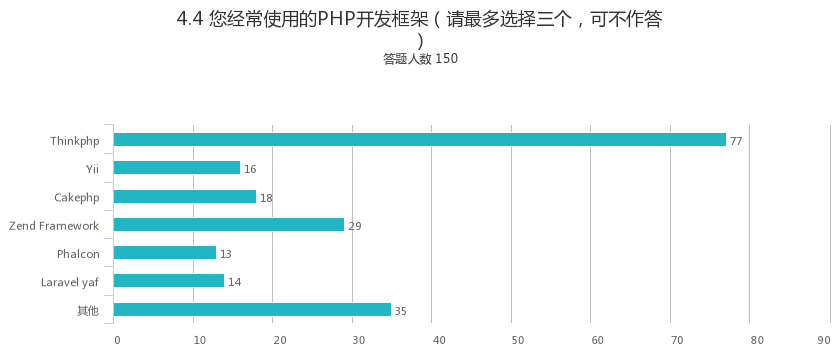 4.4 您经常使用的PHP开发框架（请最多选择三个，可不作答
）
答题人数 150
Thinkphp 77
Yii 16
Cakephp 18
Zend Framework 29
Phalcon 13
Laravel yaf 14
其他 35
0 10 20 30 40 50 60 70 80 90